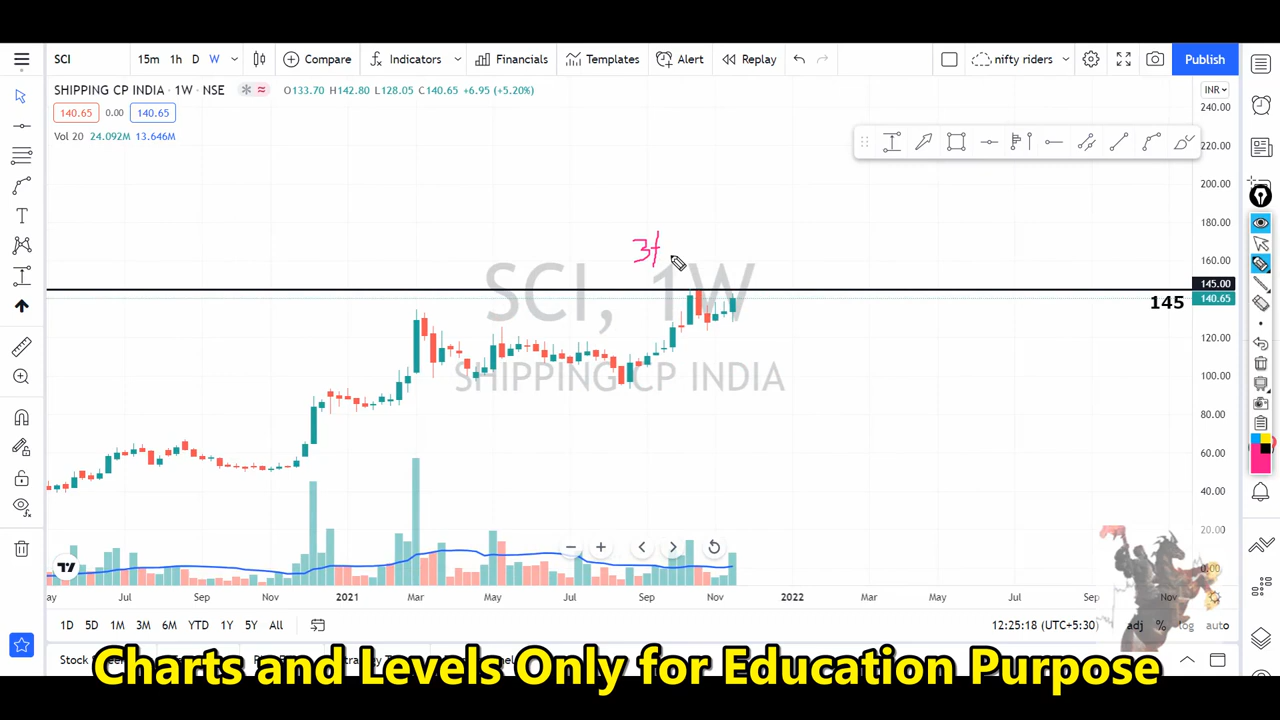 SCI 15m 1h D W Compare Indicators Financials Templates Alert Replay nifty riders Publish
SHIPPING CP INDIA · 1W · NSE O133.70 H142.80 L128.05 C140.65 +6.95 (+5.20%) INR
140.65 0.00 140.65
Vol 20 24.092M 13.646M
240.00
220.00
200.00
180.00
160.00
145.00
140.65
145
120.00
100.00
80.00
60.00
40.00
20.00
0.00
SCI, 1W
SHIPPING CP INDIA
Jul Sep Nov 2021 Mar May Jul Sep Nov 2022 Mar May Jul Sep Nov
1D 5D 1M 3M 6M YTD 1Y 5Y All 12:25:18 (UTC+5:30) adj % log auto
Charts and Levels Only for Education Purpose